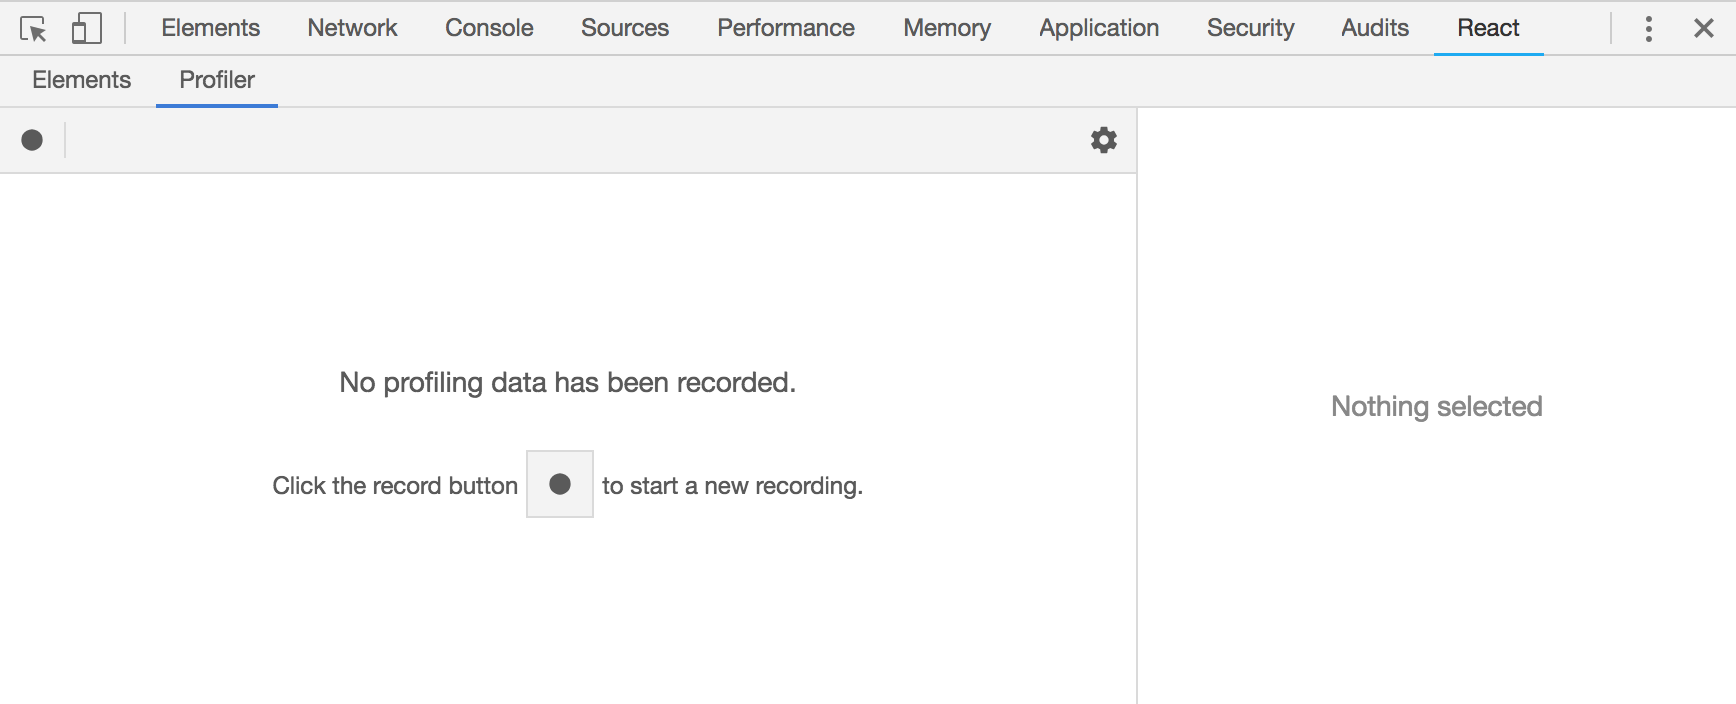 Elements Network Console Sources Performance Memory Application Security Audits React
Elements Profiler
No profiling data has been recorded.
Click the record button to start a new recording.
Nothing selected